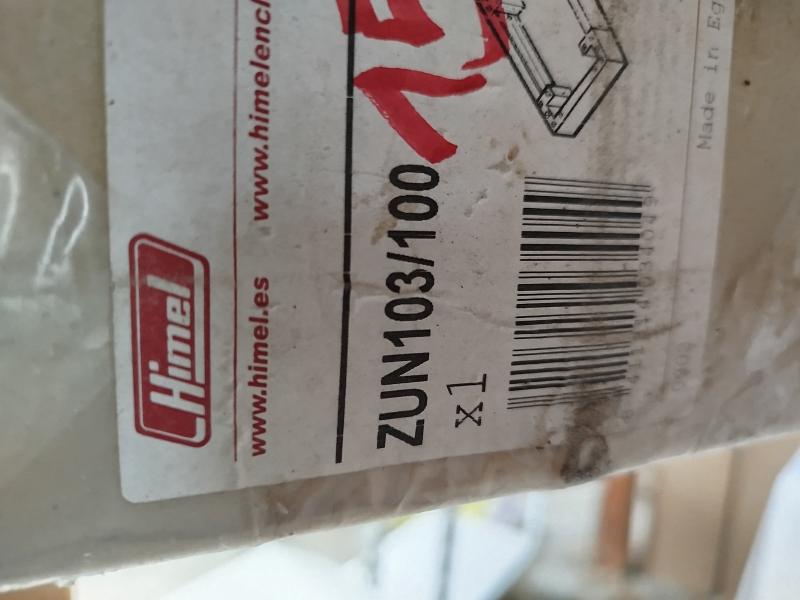 Himel
www.himel.es www.himelencl
ZUN103/100
x1
Made in Eg